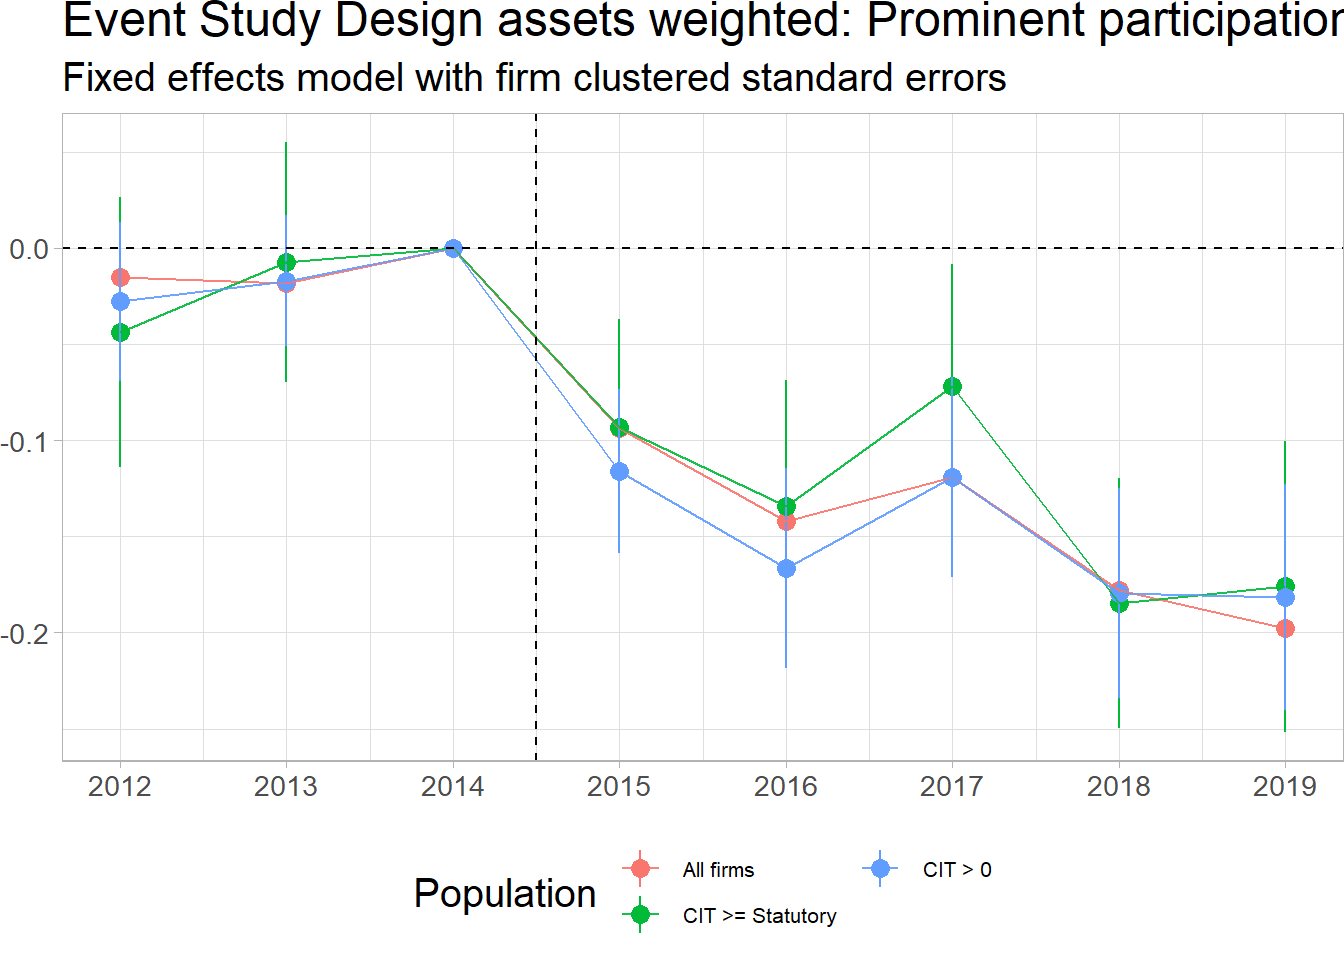 Event Study Design assets weighted: Prominent participation
Fixed effects model with firm clustered standard errors
0.0
-0.1
-0.2
2012 2013 2014 2015 2016 2017 2018 2019
Population
All firms
CIT > 0
CIT >= Statutory